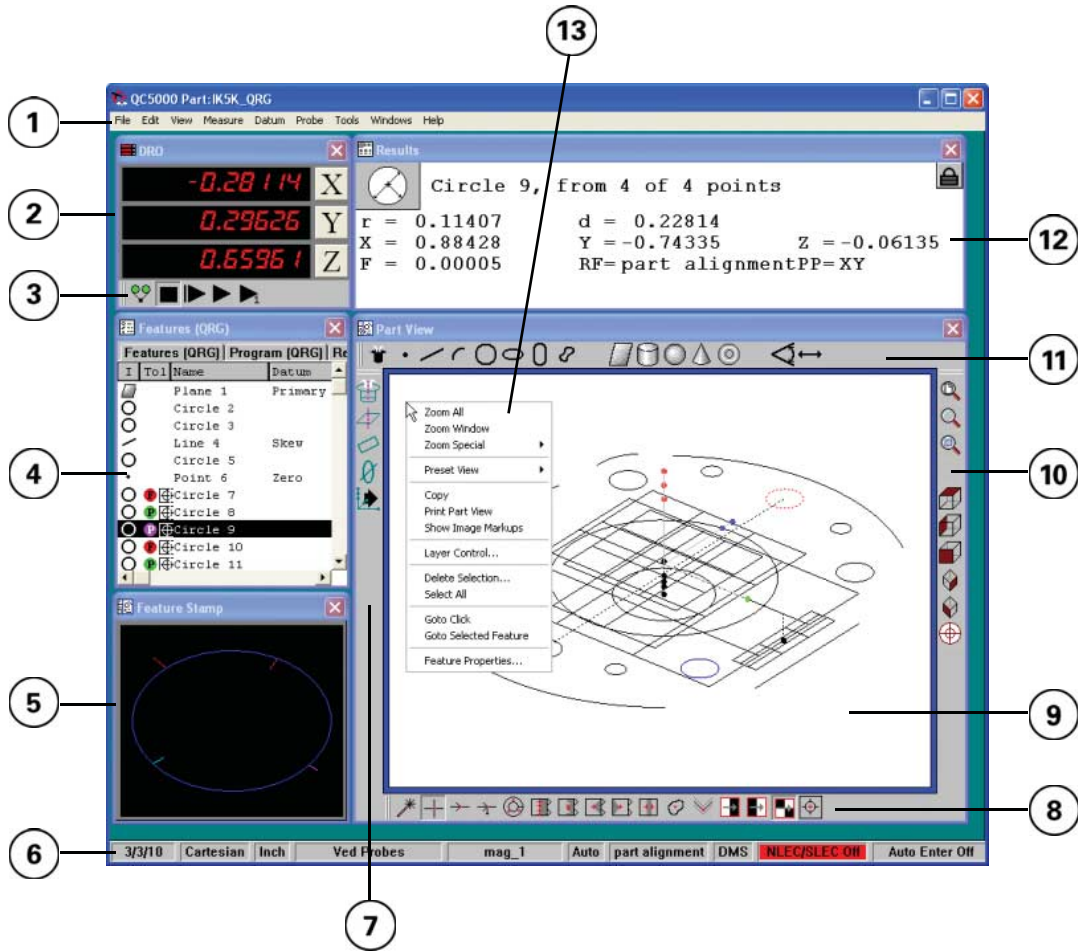 13
QC5000 Part:IK5K_QRG
1
File Edit View Measure Datum Probe Tools Windows Help
DRO
Results
2
-0.28114 X
0.29626 Y
0.65961 Z
Circle 9, from 4 of 4 points
r = 0.11407 d = 0.22814
X = 0.88428 Y =-0.74335 Z =-0.06135
F = 0.00005 RF=part alignmentPP=XY
12
3
1
Features (QRG)
Part View
Features (QRG) Program (QRG) Re
11
I Tol Name Datum
Plane 1 Primary
Circle 2
Circle 3
Line 4 Skew
Circle 5
Point 6 Zero
F Circle 7
P Circle 8
P Circle 9
F Circle 10
P Circle 11
4
Zoom All
Zoom Window
Zoom Special
Preset View
Copy
Print Part View
Show Image Markups
Layer Control...
Delete Selection...
Select All
Goto Click
Goto Selected Feature
Feature Properties...
10
Feature Stamp
5
9
8
6
3/3/10 Cartesian Inch Ved Probes mag_1 Auto part alignment DMS NLEC/SLEC Off Auto Enter Off
7